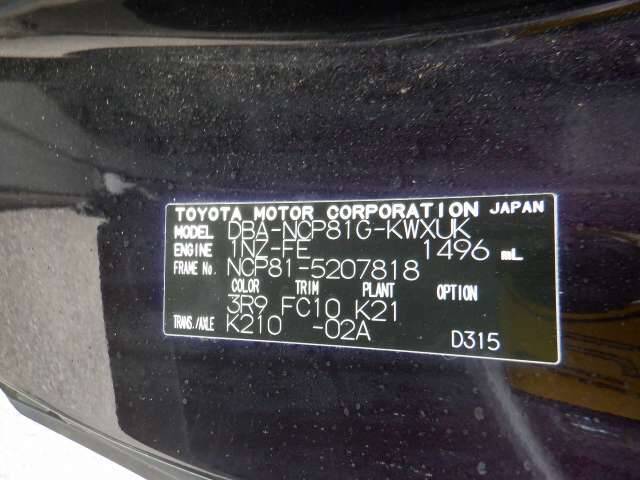 TOYOTA MOTOR CORPORATION JAPAN
MODEL DBA-NCP81G-KWXUK
ENGINE 1NZ-FE 1496 mL
FRAME No. NCP81-5207818
COLOR TRIM PLANT OPTION
3R9 FC10 K21
TRANS./AXLE K210 -02A
D315